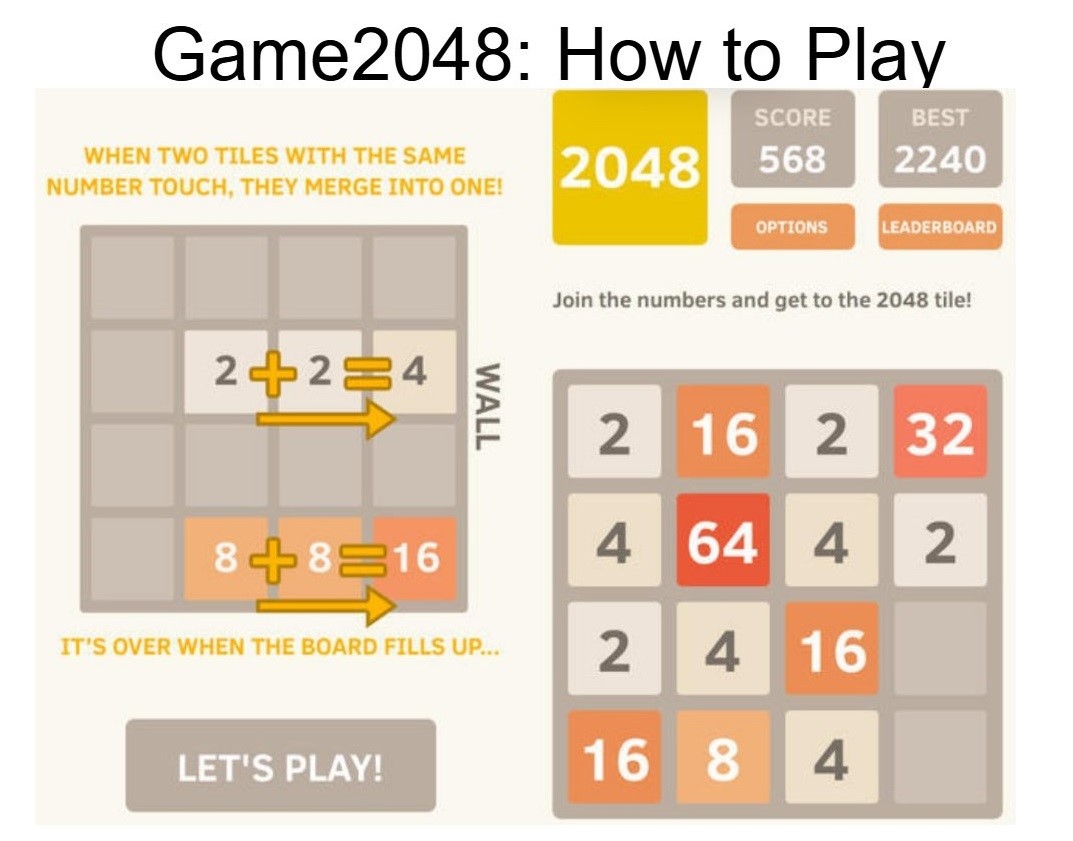 Game2048: How to Play
WHEN TWO TILES WITH THE SAME
NUMBER TOUCH, THEY MERGE INTO ONE!
2 + 2 = 4
WALL
8 + 8 = 16
IT'S OVER WHEN THE BOARD FILLS UP...
LET'S PLAY!
2048
SCORE
568
BEST
2240
OPTIONS
LEADERBOARD
Join the numbers and get to the 2048 tile!
2 16 2 32
4 64 4 2
2 4 16
16 8 4